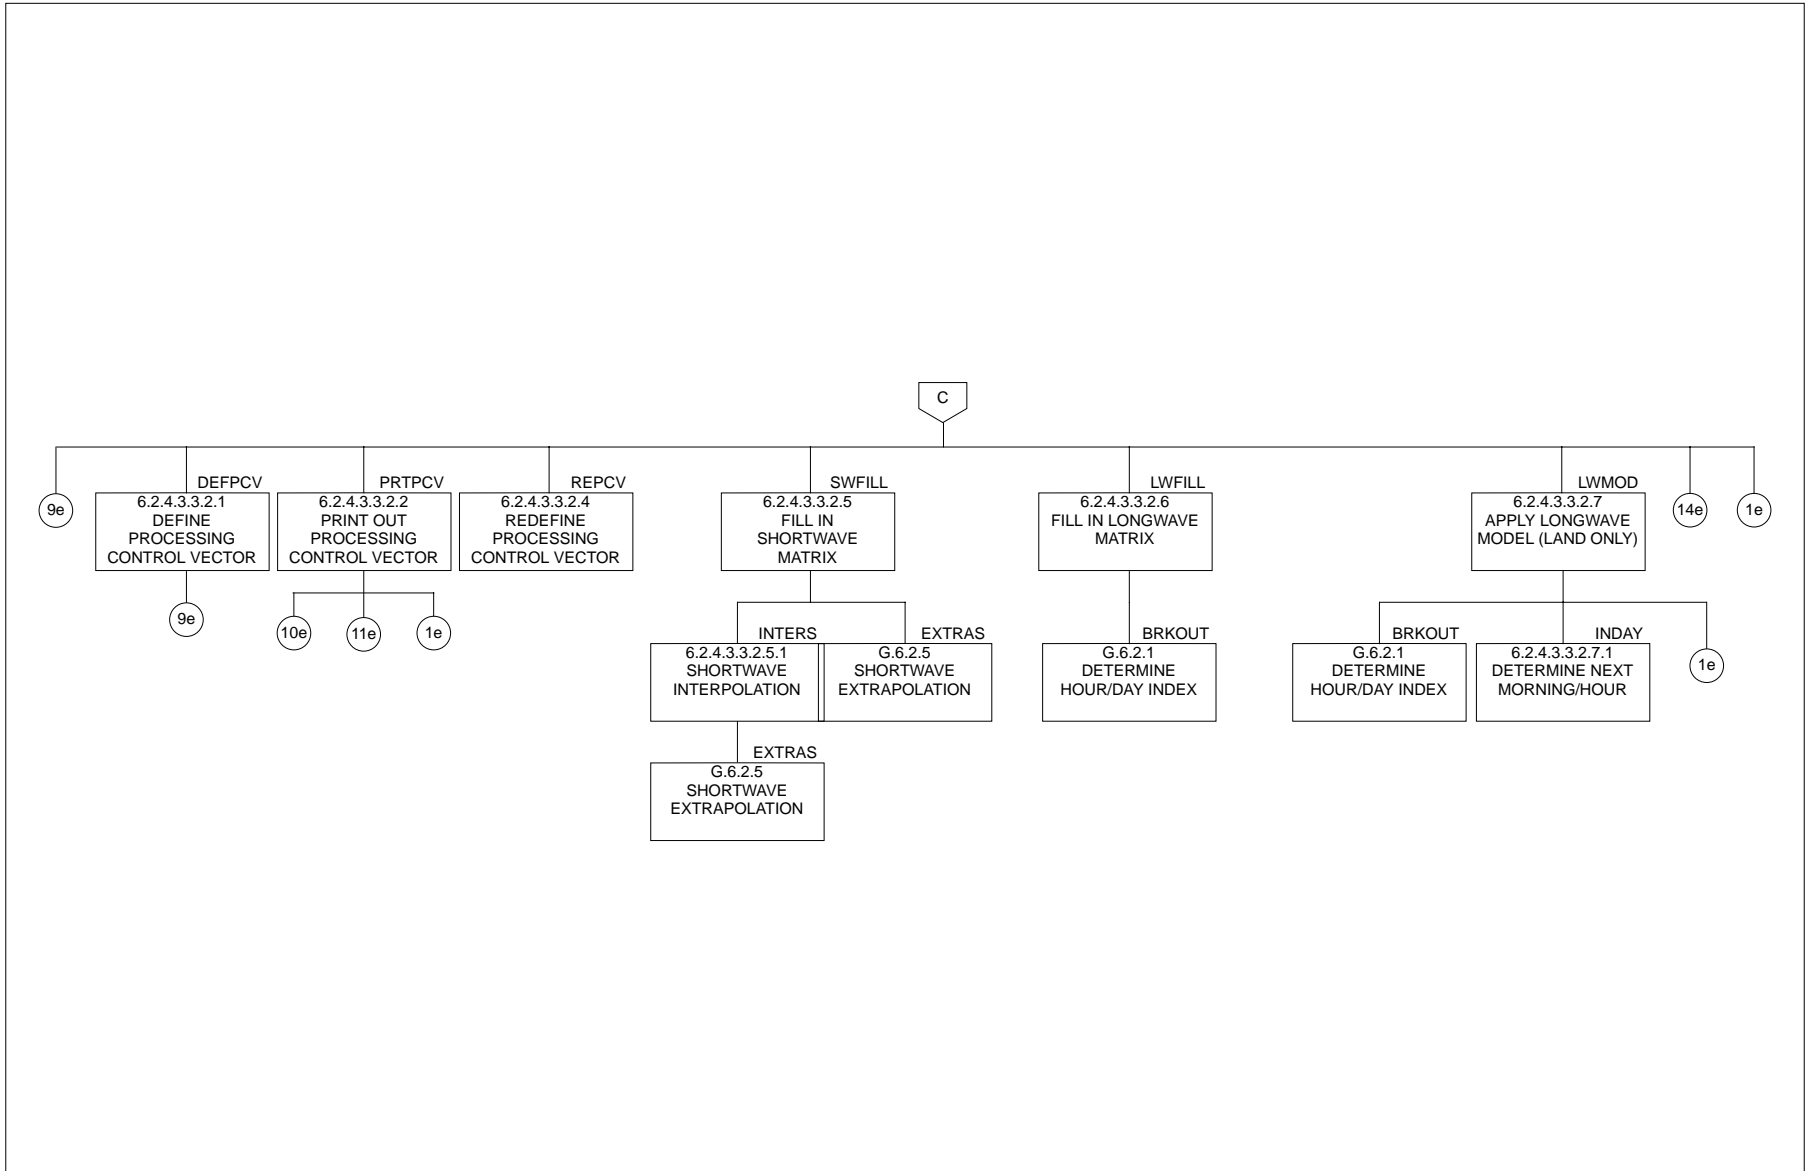 C
9e
DEFPCV
6.2.4.3.3.2.1
DEFINE
PROCESSING
CONTROL VECTOR
9e
PRTPCV
6.2.4.3.3.2.2
PRINT OUT
PROCESSING
CONTROL VECTOR
10e
11e
1e
REPCV
6.2.4.3.3.2.4
REDEFINE
PROCESSING
CONTROL VECTOR
SWFILL
6.2.4.3.3.2.5
FILL IN
SHORTWAVE
MATRIX
INTERS
6.2.4.3.3.2.5.1
SHORTWAVE
INTERPOLATION
EXTRAS
G.6.2.5
SHORTWAVE
EXTRAPOLATION
EXTRAS
G.6.2.5
SHORTWAVE
EXTRAPOLATION
LWFILL
6.2.4.3.3.2.6
FILL IN LONGWAVE
MATRIX
BRKOUT
G.6.2.1
DETERMINE
HOUR/DAY INDEX
LWMOD
6.2.4.3.3.2.7
APPLY LONGWAVE
MODEL (LAND ONLY)
BRKOUT
G.6.2.1
DETERMINE
HOUR/DAY INDEX
INDAY
6.2.4.3.3.2.7.1
DETERMINE NEXT
MORNING/HOUR
1e
14e
1e